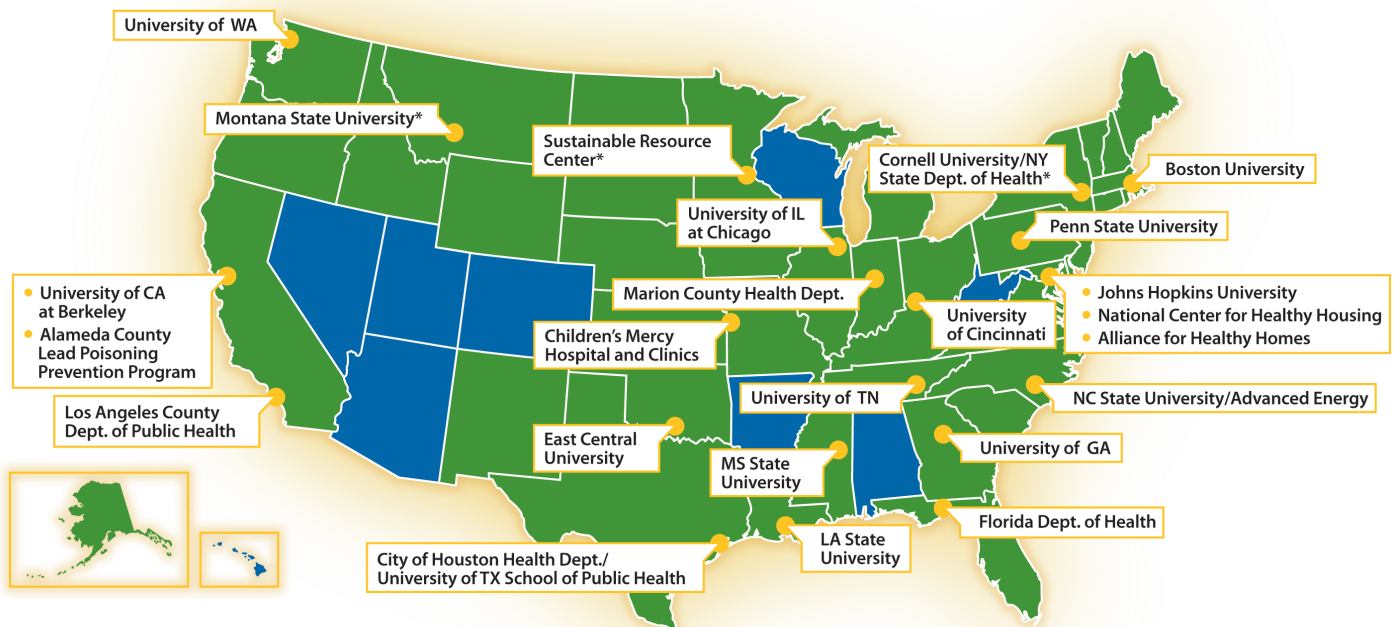 University of WA
Montana State University*
Sustainable Resource
Center*
Cornell University/NY
State Dept. of Health*
Boston University
University of IL
at Chicago
Penn State University
Marion County Health Dept.
• University of CA
at Berkeley
• Alameda County
Lead Poisoning
Prevention Program
• Johns Hopkins University
• National Center for Healthy Housing
• Alliance for Healthy Homes
University
of Cincinnati
Children's Mercy
Hospital and Clinics
Los Angeles County
Dept. of Public Health
University of TN
NC State University/Advanced Energy
East Central
University
MS State
University
University of GA
Florida Dept. of Health
LA State
University
City of Houston Health Dept./
University of TX School of Public Health